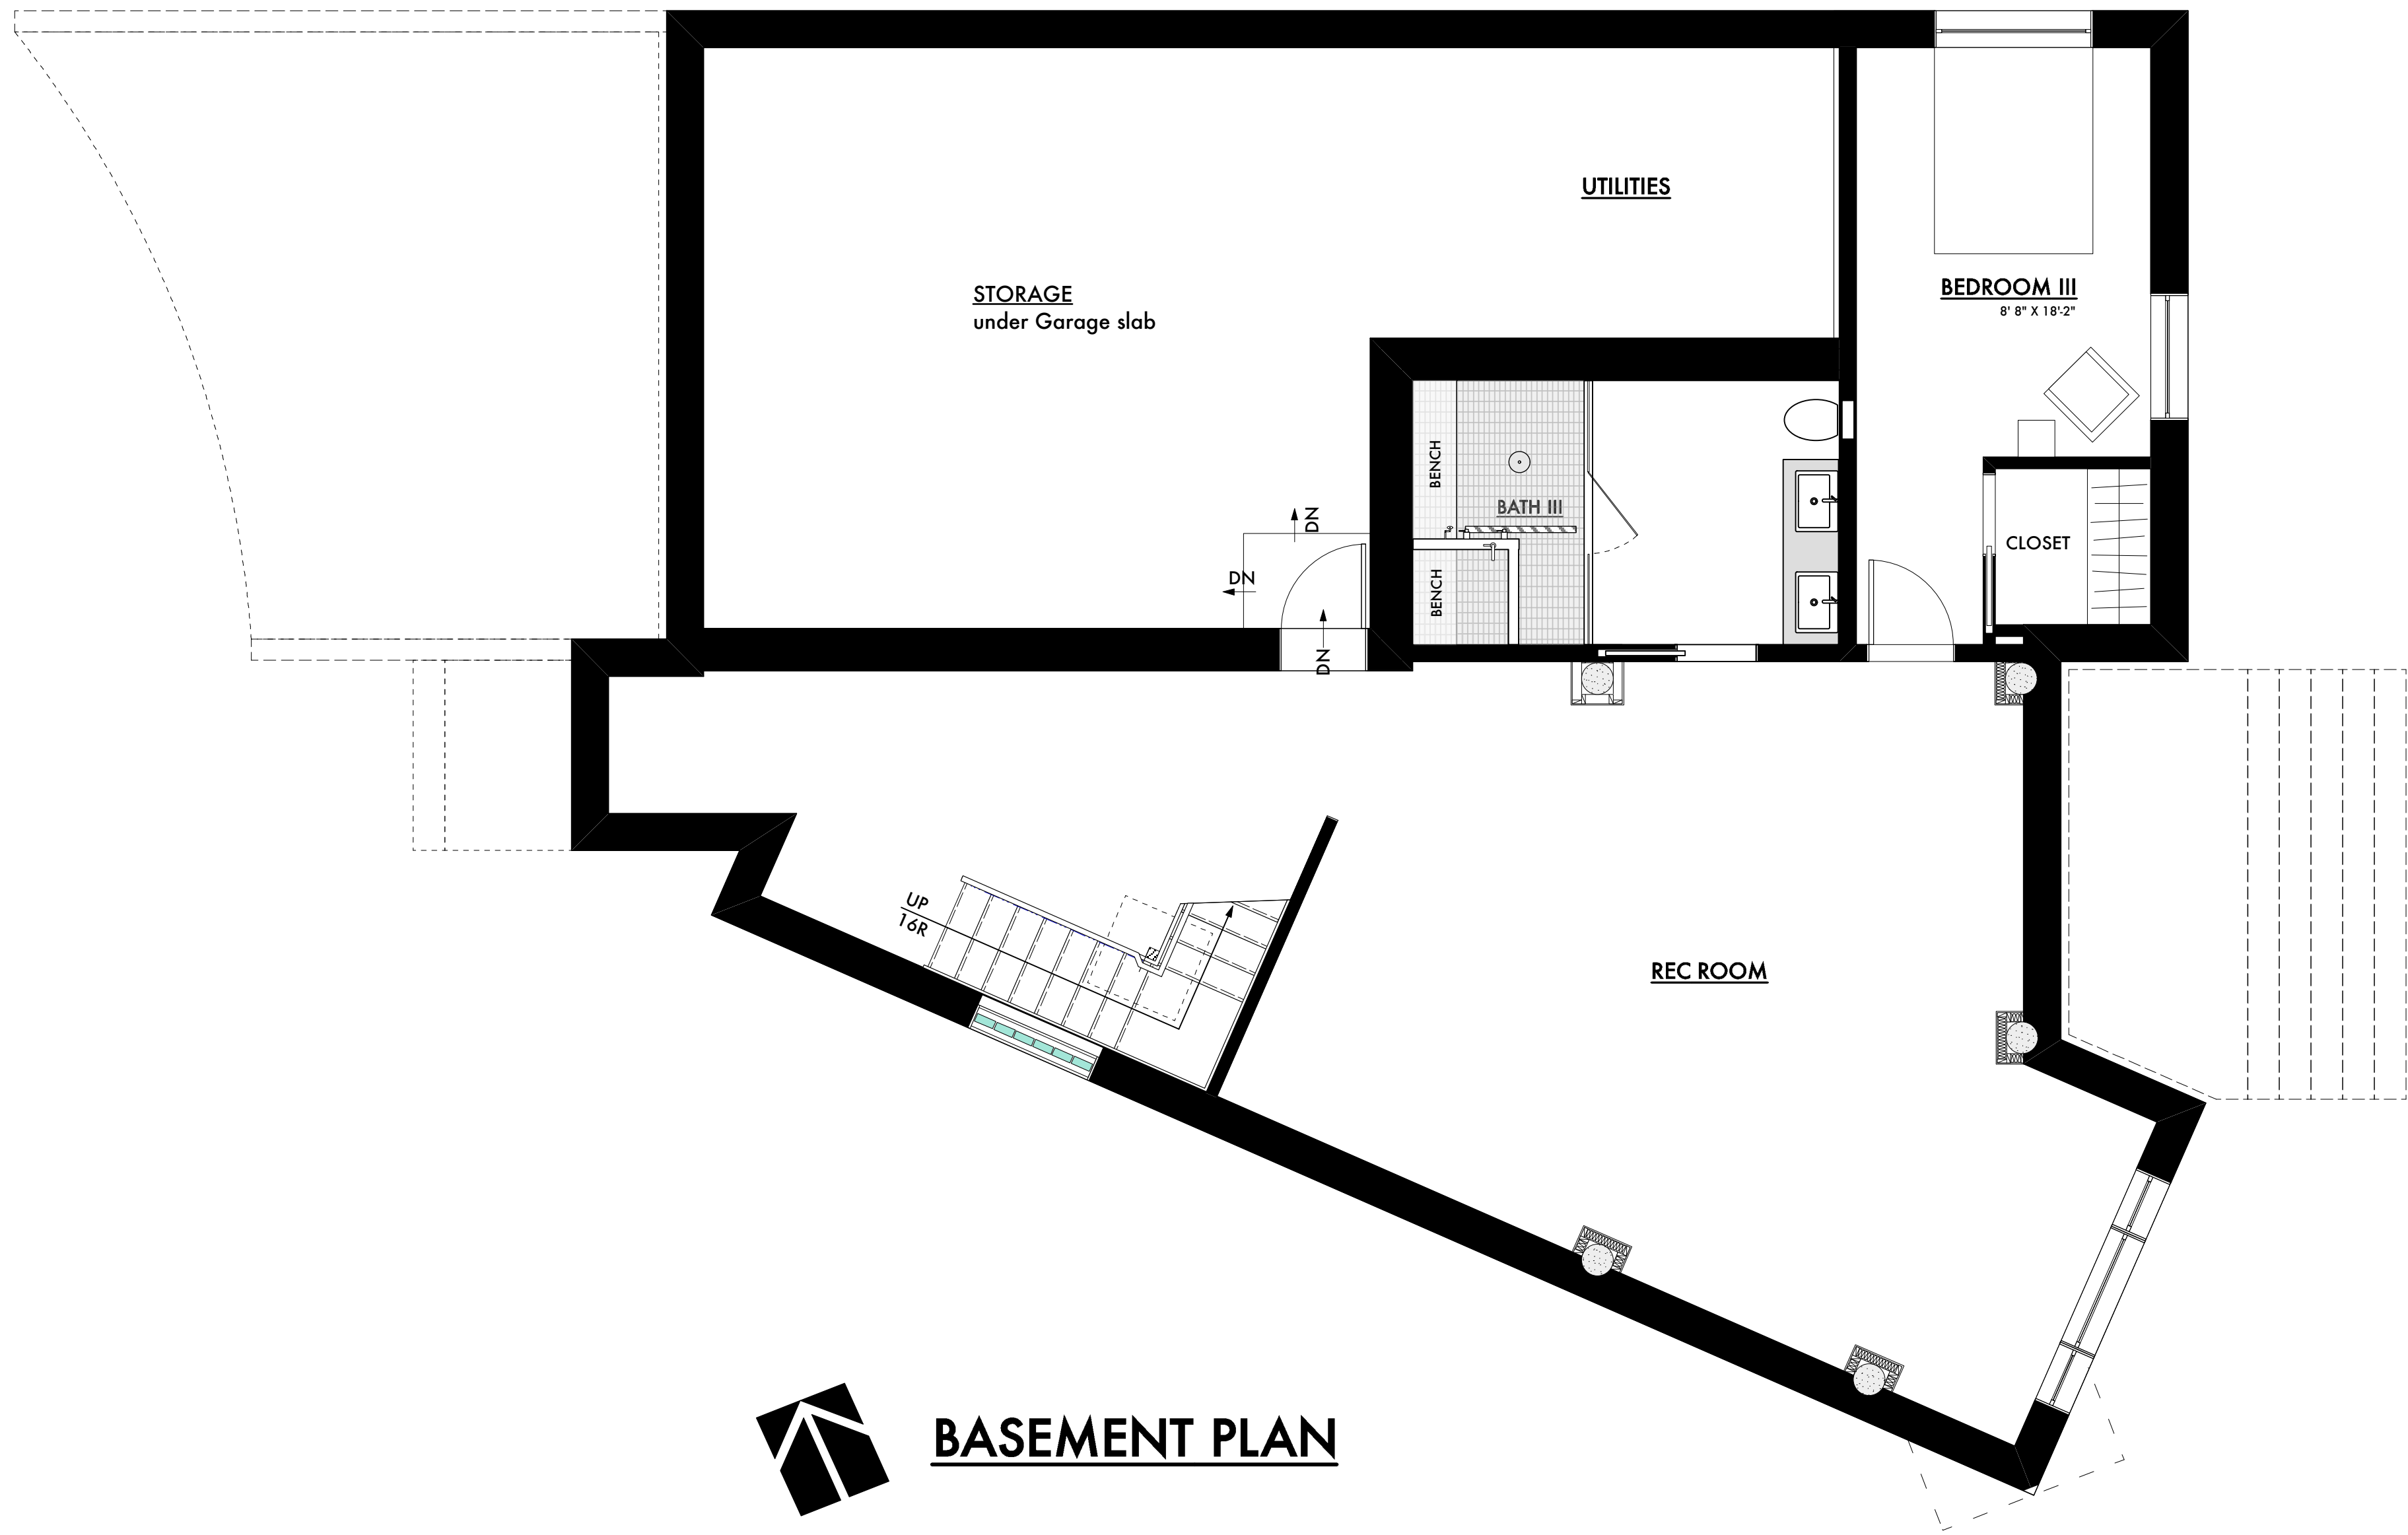 UTILITIES
BEDROOM III
8' 8" X 18'-2"
STORAGE
under Garage slab
BENCH
BATH III
DN
CLOSET
DN
BENCH
DN
UP
16R
REC ROOM
BASEMENT PLAN